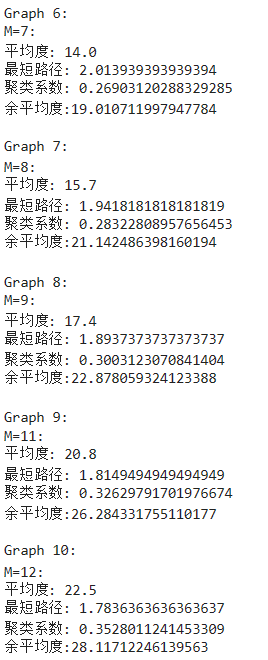 Graph 6:
M=7:
平均度: 14.0
最短路径: 2.013939393939394
聚类系数: 0.26903120288329285
余平均度:19.010711997947784
Graph 7:
M=8:
平均度: 15.7
最短路径: 1.9418181818181819
聚类系数: 0.28322808957656453
余平均度:21.142486398160194
Graph 8:
M=9:
平均度: 17.4
最短路径: 1.8937373737373737
聚类系数: 0.3003123070841404
余平均度:22.878059324123388
Graph 9:
M=11:
平均度: 20.8
最短路径: 1.8149494949494949
聚类系数: 0.32629791701976674
余平均度:26.284331755110177
Graph 10:
M=12:
平均度: 22.5
最短路径: 1.7836363636363637
聚类系数: 0.3528011241453309
余平均度:28.11712246139563